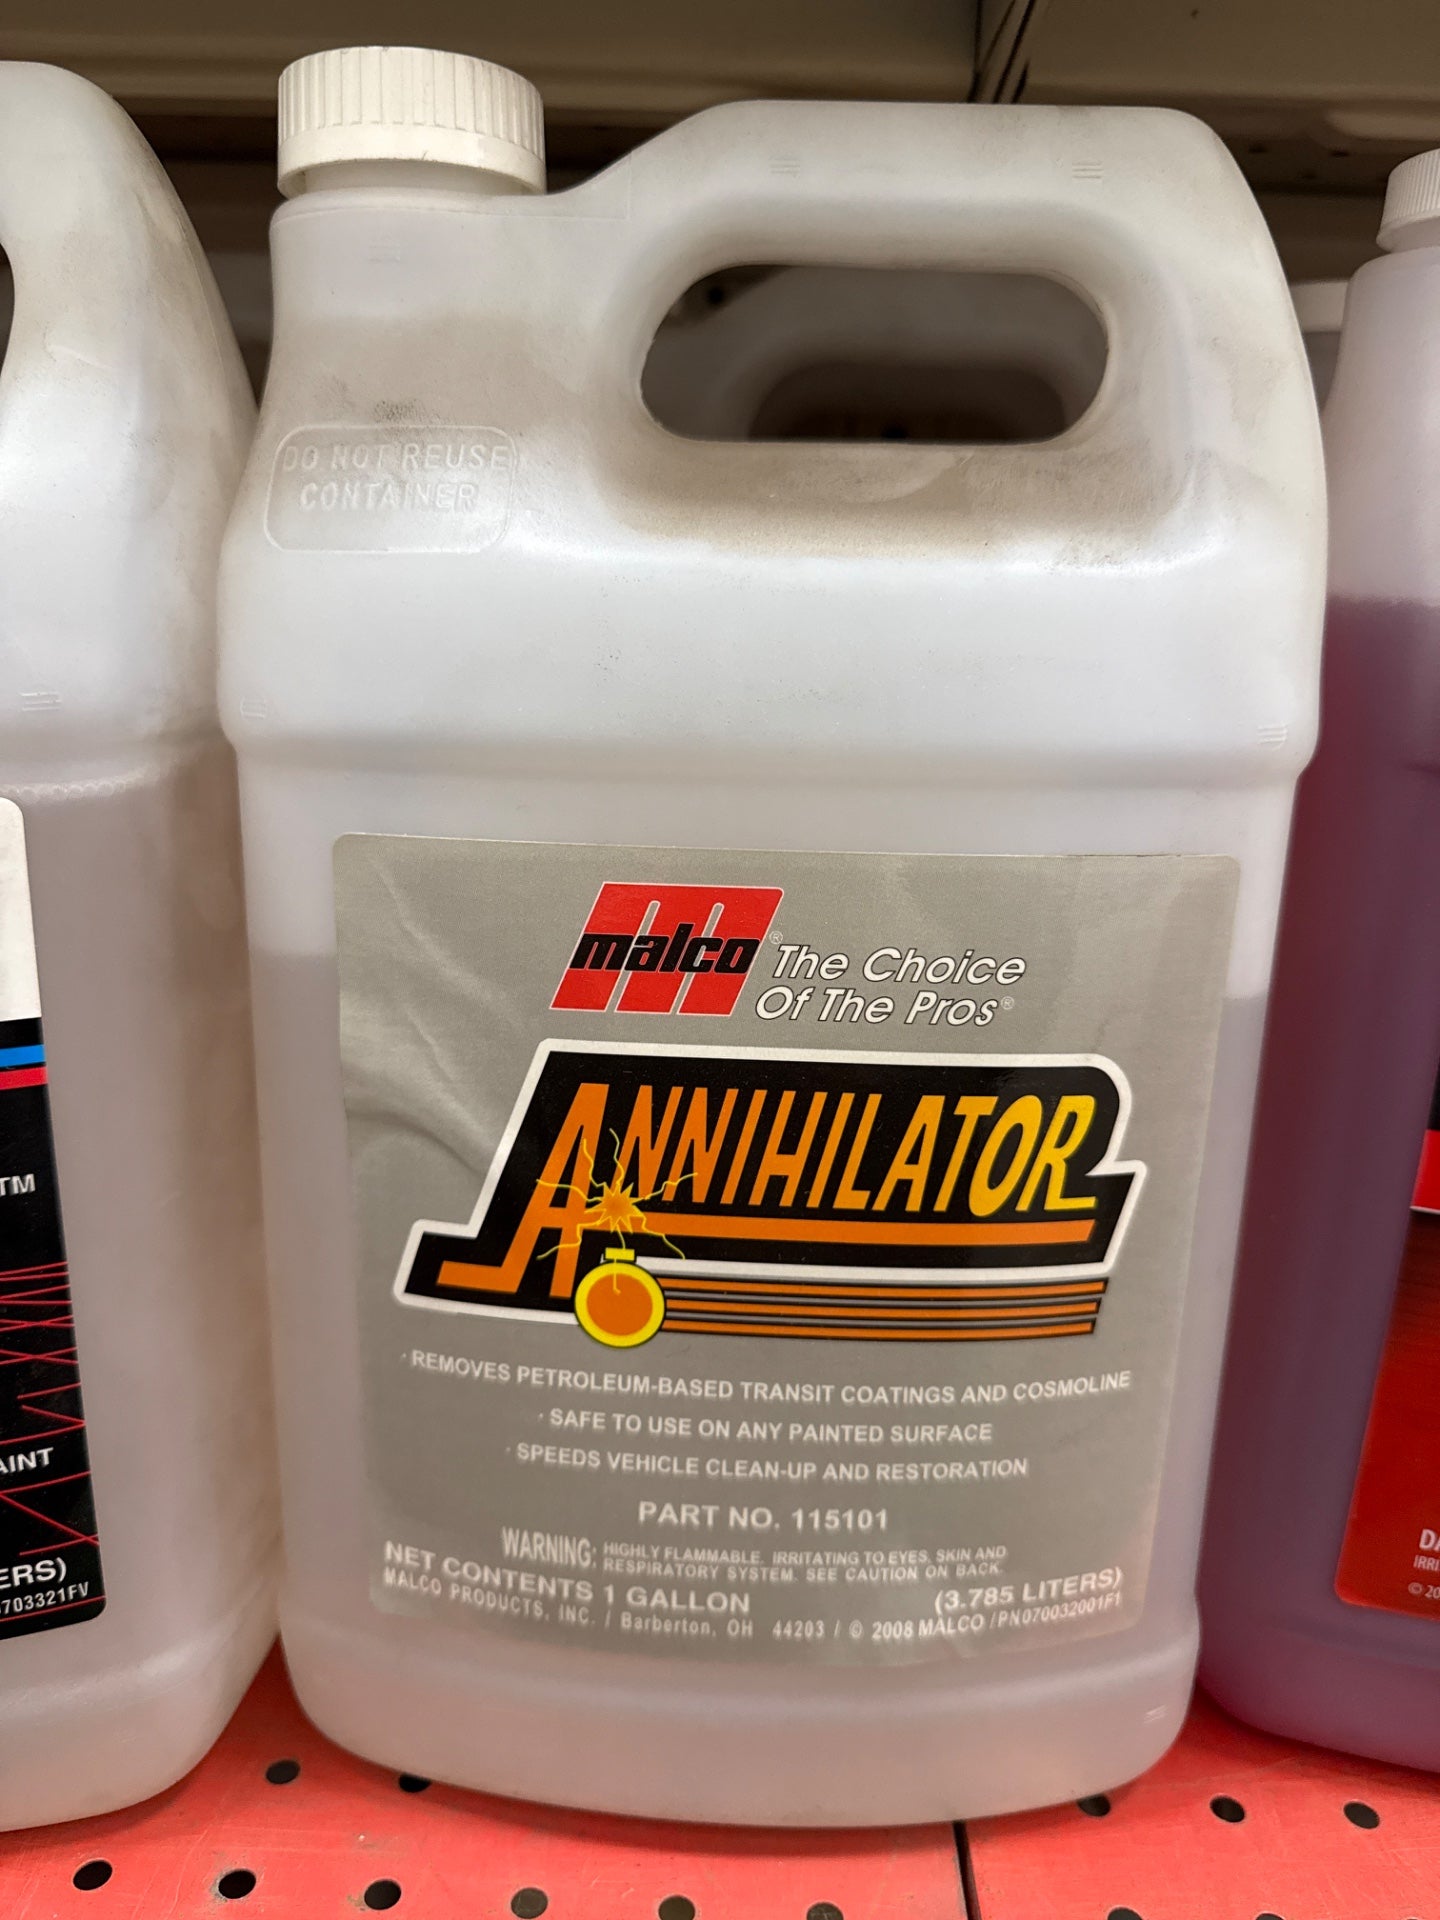 DO NOT REUSE
CONTAINER
malco® The Choice
Of The Pros®
ANNIHILATOR
· REMOVES PETROLEUM-BASED TRANSIT COATINGS AND COSMOLINE
· SAFE TO USE ON ANY PAINTED SURFACE
· SPEEDS VEHICLE CLEAN-UP AND RESTORATION
PART NO. 115101
WARNING: HIGHLY FLAMMABLE. IRRITATING TO EYES, SKIN AND
RESPIRATORY SYSTEM. SEE CAUTION ON BACK.
NET CONTENTS 1 GALLON (3.785 LITERS)
MALCO PRODUCTS, INC. / Barberton, OH 44203 / © 2008 MALCO /PN070032001F1
TM
AINT
ERS)
703321FV
DA
IRRI
© 20